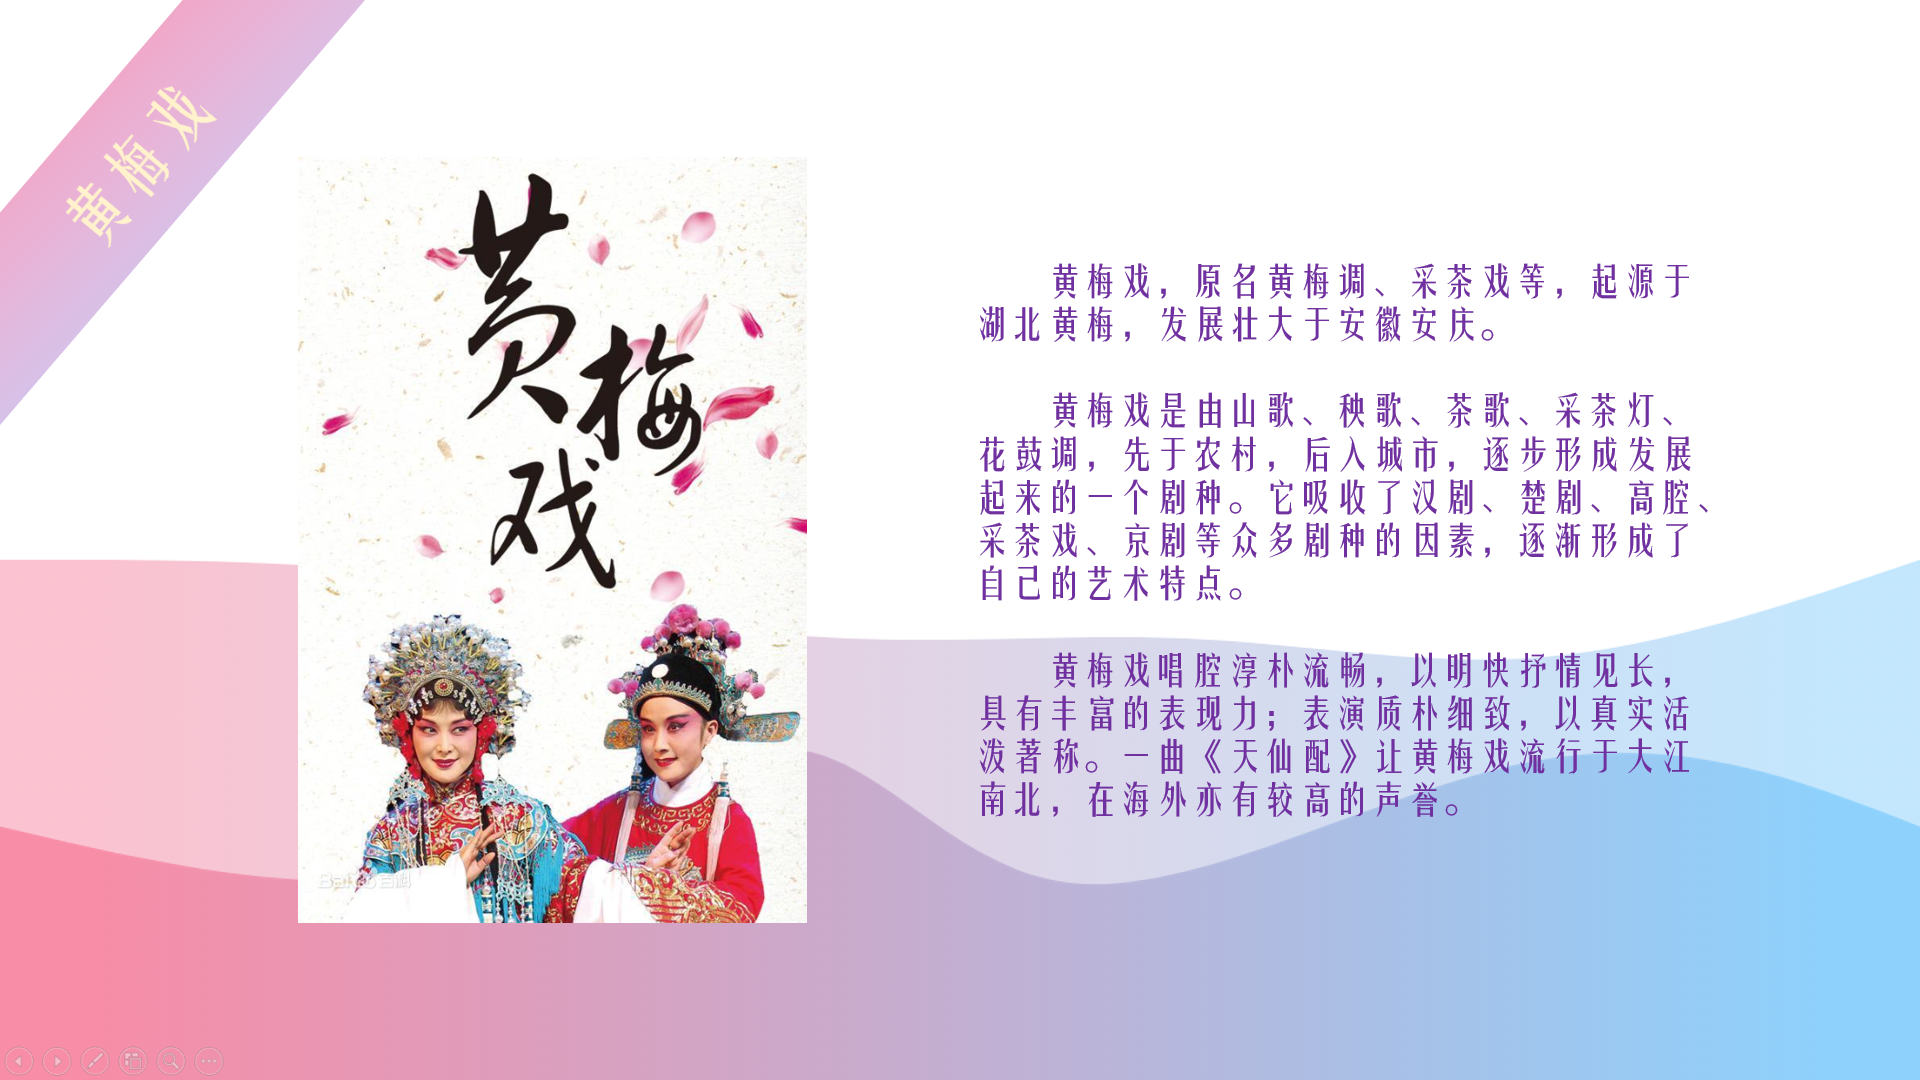 黄梅戏
黄梅戏
黄梅戏，原名黄梅调、采茶戏等，起源于
湖北黄梅，发展壮大于安徽安庆。
黄梅戏是由山歌、秧歌、茶歌、采茶灯、
花鼓调，先于农村，后入城市，逐步形成发展
起来的一个剧种。它吸收了汉剧、楚剧、高腔、
采茶戏、京剧等众多剧种的因素，逐渐形成了
自己的艺术特点。
黄梅戏唱腔淳朴流畅，以明快抒情见长，
具有丰富的表现力；表演质朴细致，以真实活
泼著称。一曲《天仙配》让黄梅戏流行于大江
南北，在海外亦有较高的声誉。
Bai百科